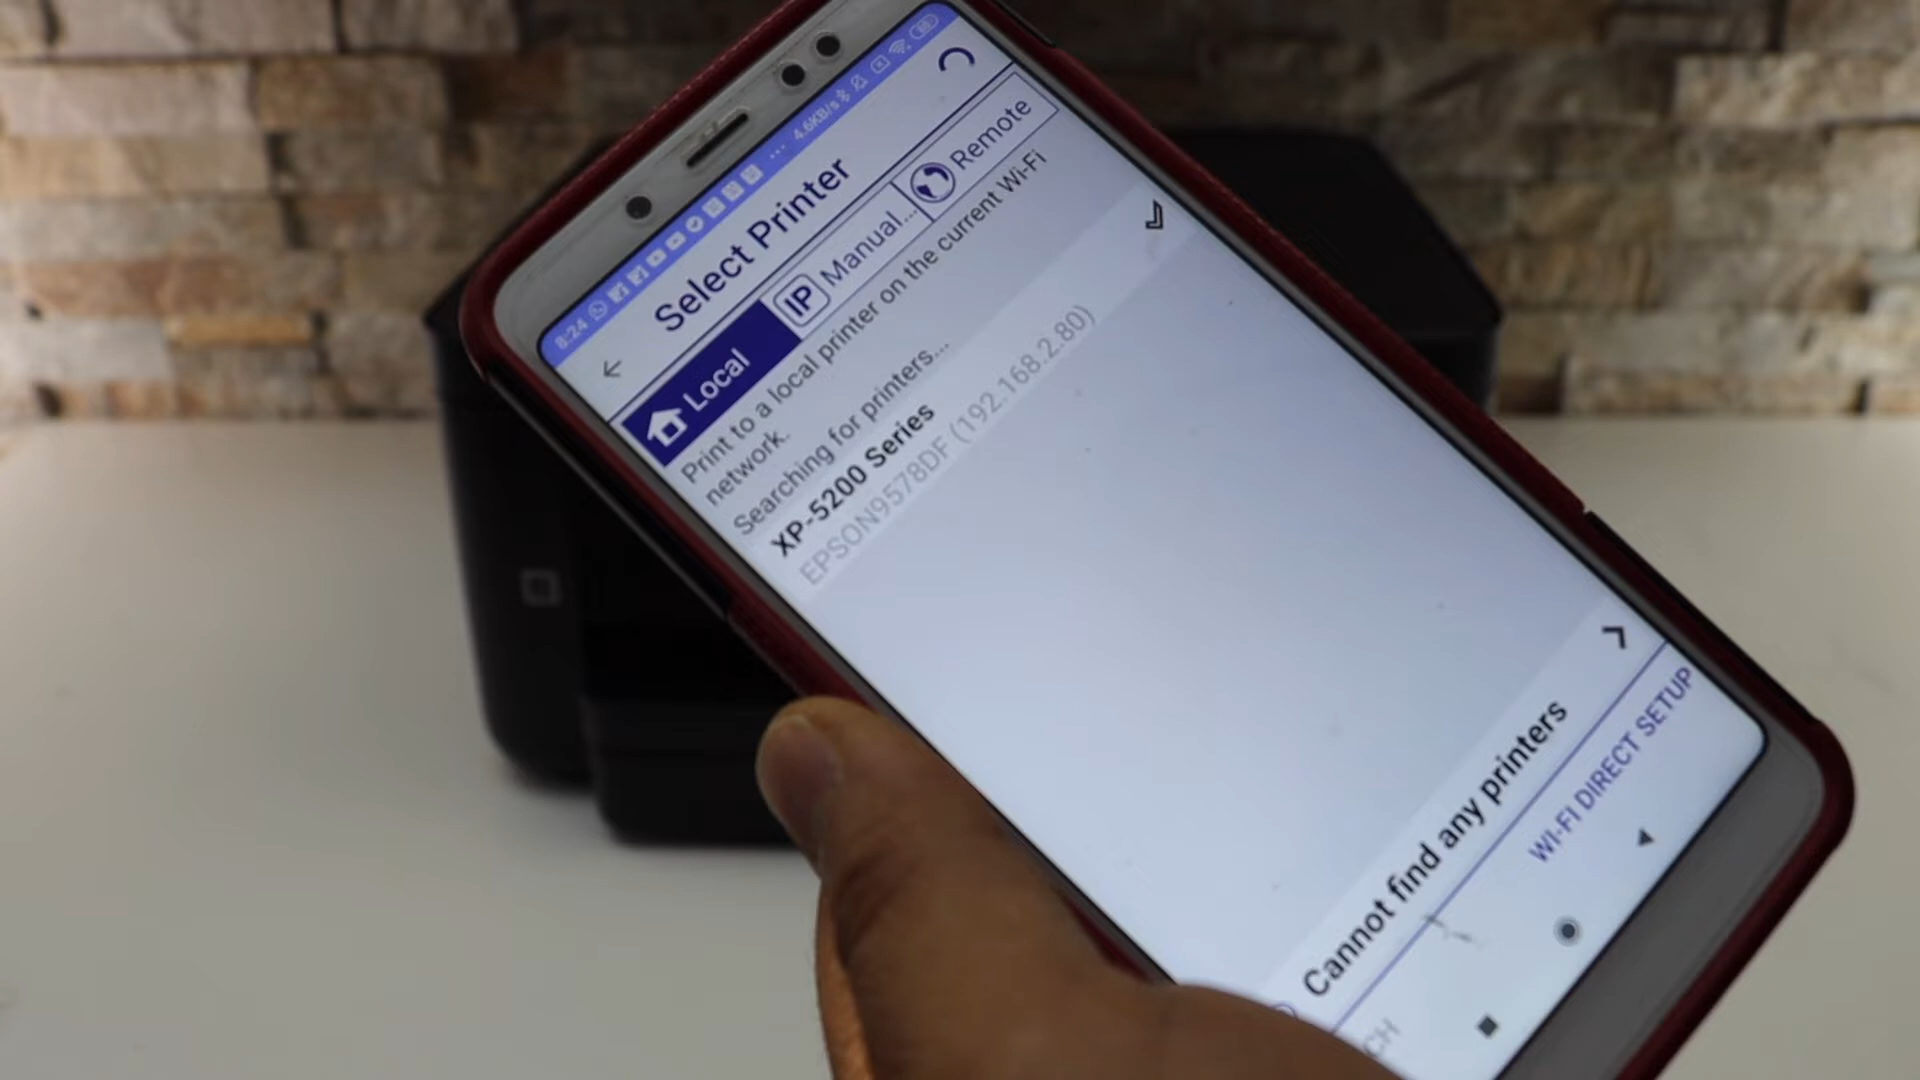 8:24 ... 4.6KB/s
Select Printer
Local
IP Manual...
Remote
Print to a local printer on the current Wi-Fi
network.
Searching for printers...
XP-5200 Series
EPSON9578DF (192.168.2.80)
Cannot find any printers
CH
WI-FI DIRECT SETUP